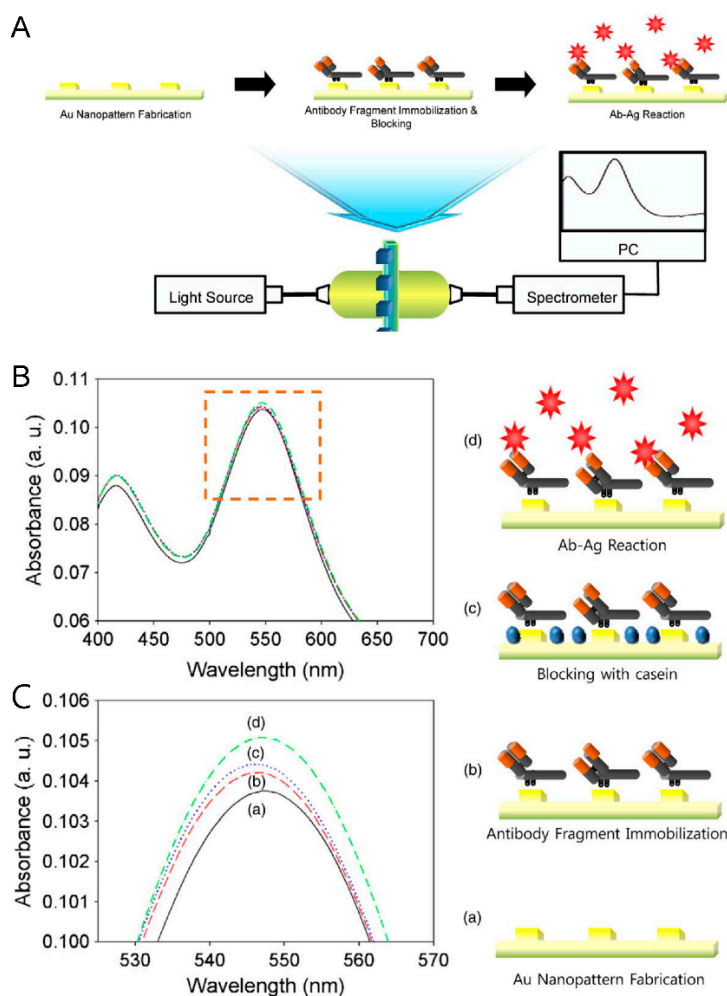 A
Au Nanopattern Fabrication
Antibody Fragment Immobilization &
Blocking
Ab-Ag Reaction
PC
Light Source
Spectrometer
B
0.11
0.10
0.09
0.08
0.07
0.06
Absorbance (a. u.)
400 450 500 550 600 650 700
Wavelength (nm)
(d)
Ab-Ag Reaction
(c)
Blocking with casein
C
0.106
0.105
0.104
0.103
0.102
0.101
0.100
Absorbance (a. u.)
(d)
(c)
(b)
(a)
530 540 550 560 570
Wavelength (nm)
(b)
Antibody Fragment Immobilization
(a)
Au Nanopattern Fabrication